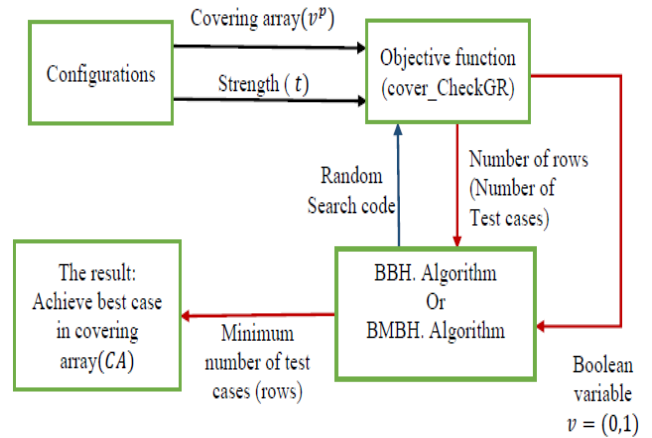 Covering array(vᵖ)
Configurations
Strength ( t)
Objective function
(cover_CheckGR)
Random
Search code
Number of rows
(Number of
Test cases)
The result:
Achieve best case
in covering
array(CA)
Minimum
number of test
cases (rows)
BBH. Algorithm
Or
BMBH. Algorithm
Boolean
variable
v = (0,1)